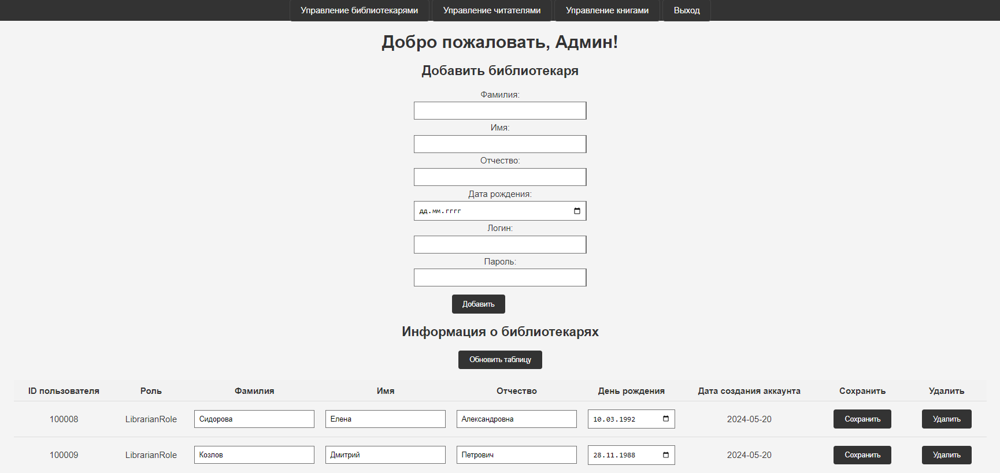 Управление библиотекарями Управление читателями Управление книгами Выход
Добро пожаловать, Админ!
Добавить библиотекаря
Фамилия:
Имя:
Отчество:
Дата рождения:
дд.мм.гггг
Логин:
Пароль:
Добавить
Информация о библиотекарях
Обновить таблицу
ID пользователя Роль Фамилия Имя Отчество День рождения Дата создания аккаунта Сохранить Удалить
100008 LibrarianRole Сидорова Елена Александровна 10.03.1992 2024-05-20 Сохранить Удалить
100009 LibrarianRole Козлов Дмитрий Петрович 28.11.1988 2024-05-20 Сохранить Удалить